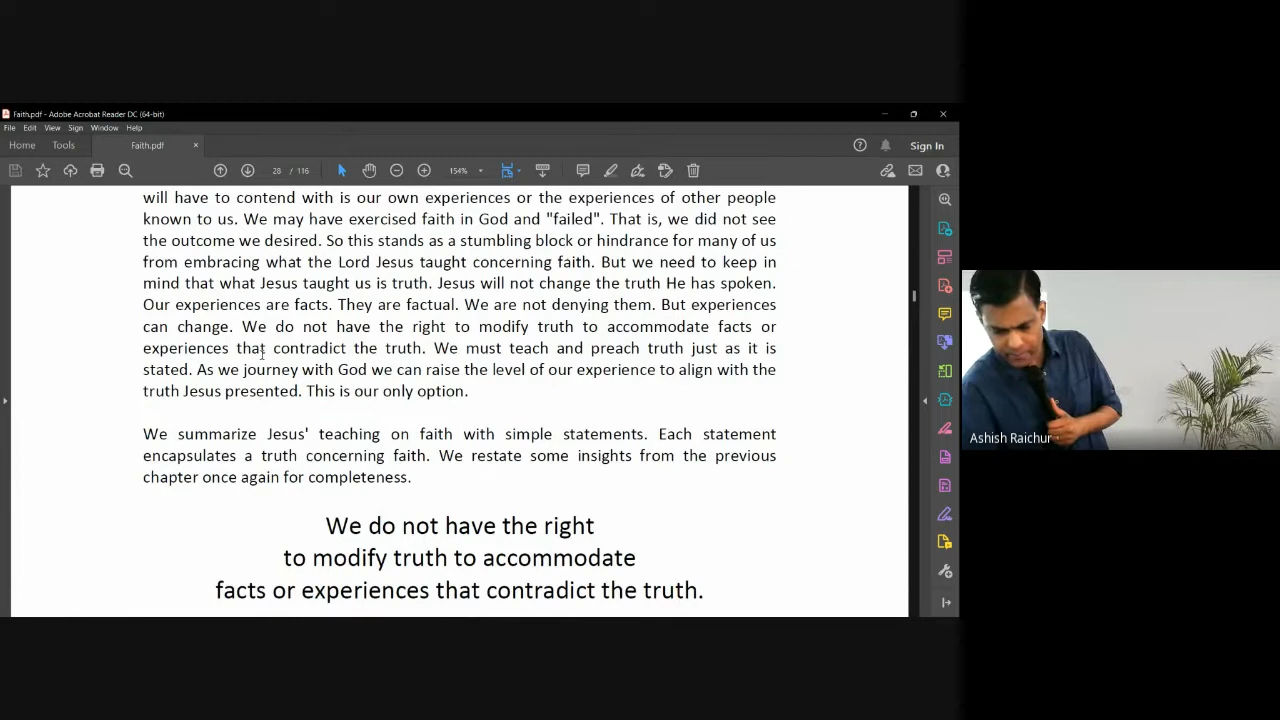 Faith.pdf - Adobe Acrobat Reader DC (64-bit)
File Edit View Sign Window Help
Home Tools Faith.pdf × Sign In
28 / 116 154%
will have to contend with is our own experiences or the experiences of other people
known to us. We may have exercised faith in God and "failed". That is, we did not see
the outcome we desired. So this stands as a stumbling block or hindrance for many of us
from embracing what the Lord Jesus taught concerning faith. But we need to keep in
mind that what Jesus taught us is truth. Jesus will not change the truth He has spoken.
Our experiences are facts. They are factual. We are not denying them. But experiences
can change. We do not have the right to modify truth to accommodate facts or
experiences that contradict the truth. We must teach and preach truth just as it is
stated. As we journey with God we can raise the level of our experience to align with the
truth Jesus presented. This is our only option.
We summarize Jesus' teaching on faith with simple statements. Each statement
encapsulates a truth concerning faith. We restate some insights from the previous
chapter once again for completeness.
We do not have the right
to modify truth to accommodate
facts or experiences that contradict the truth.
Ashish Raichur